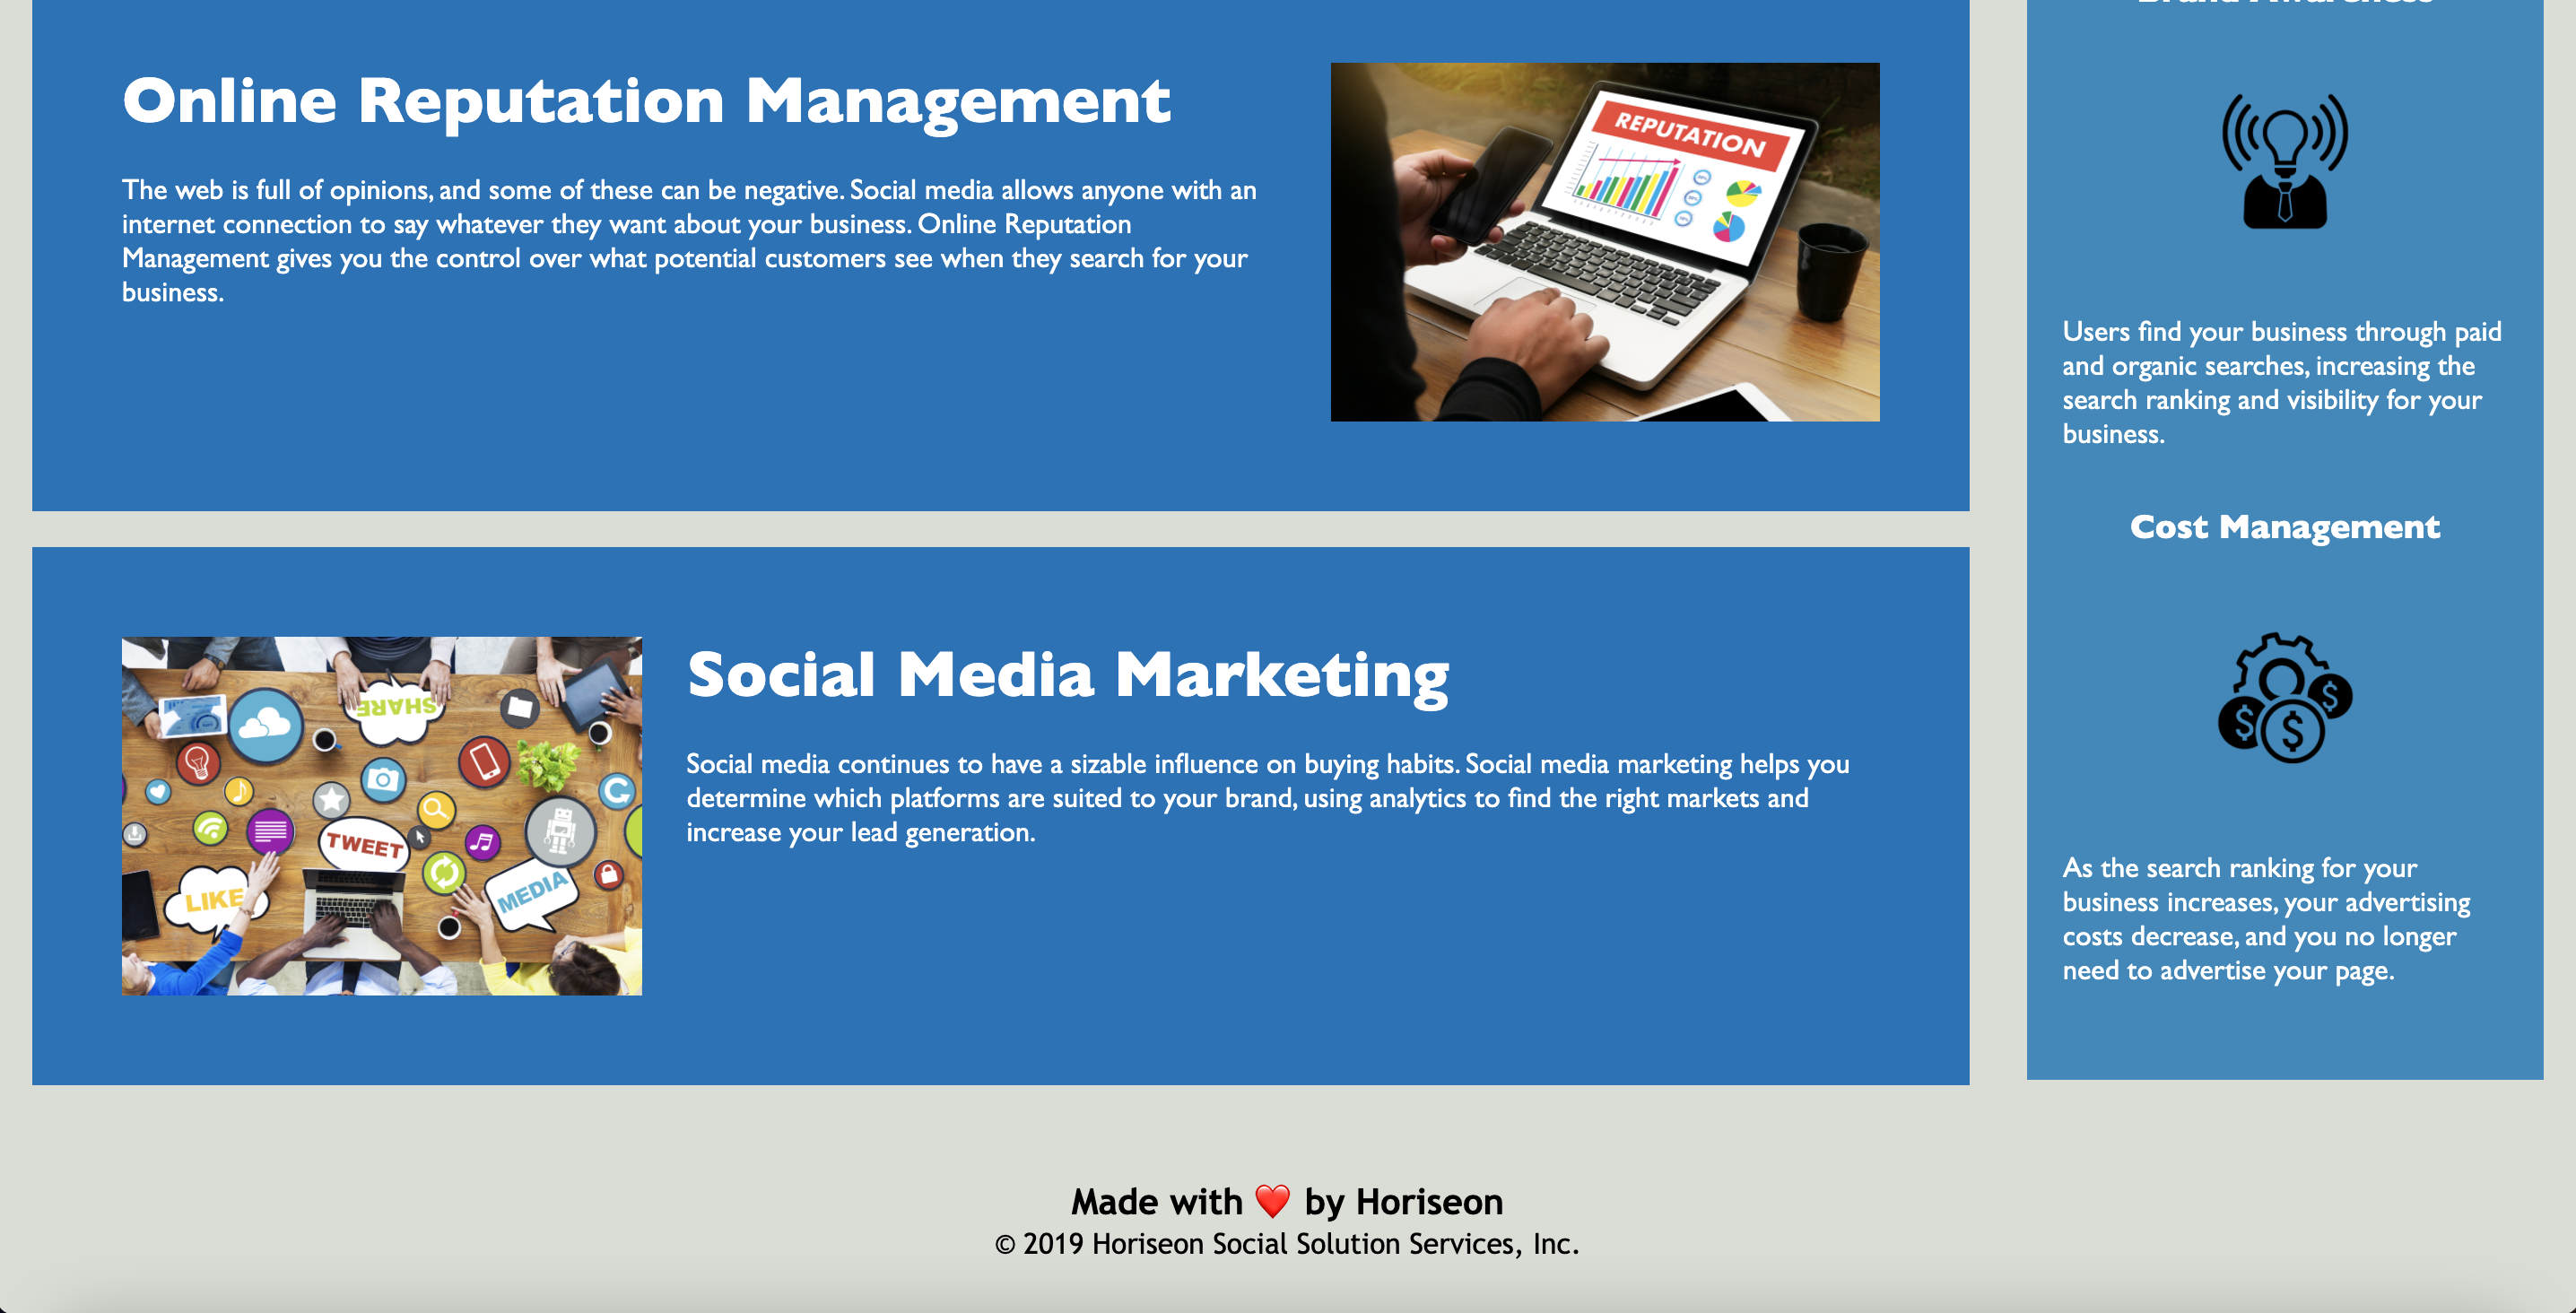 Online Reputation Management
The web is full of opinions, and some of these can be negative. Social media allows anyone with an
internet connection to say whatever they want about your business. Online Reputation
Management gives you the control over what potential customers see when they search for your
business.
REPUTATION
Social Media Marketing
Social media continues to have a sizable influence on buying habits. Social media marketing helps you
determine which platforms are suited to your brand, using analytics to find the right markets and
increase your lead generation.
SHARE
TWEET
LIKE
MEDIA
Brand Awareness
Users find your business through paid
and organic searches, increasing the
search ranking and visibility for your
business.
Cost Management
$ $ $
As the search ranking for your
business increases, your advertising
costs decrease, and you no longer
need to advertise your page.
Made with ❤️ by Horiseon
© 2019 Horiseon Social Solution Services, Inc.